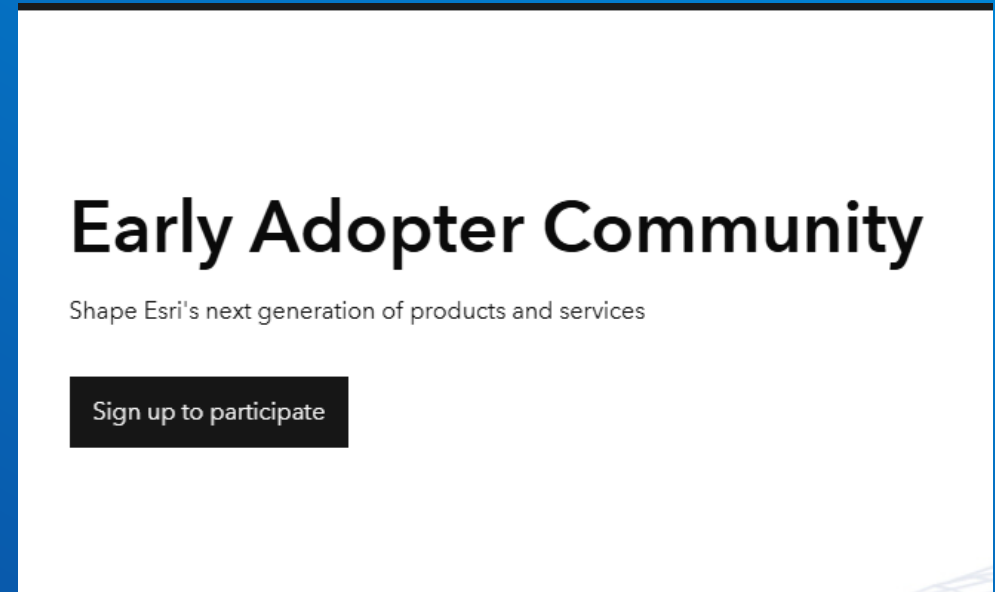 Early Adopter Community
Shape Esri's next generation of products and services
Sign up to participate